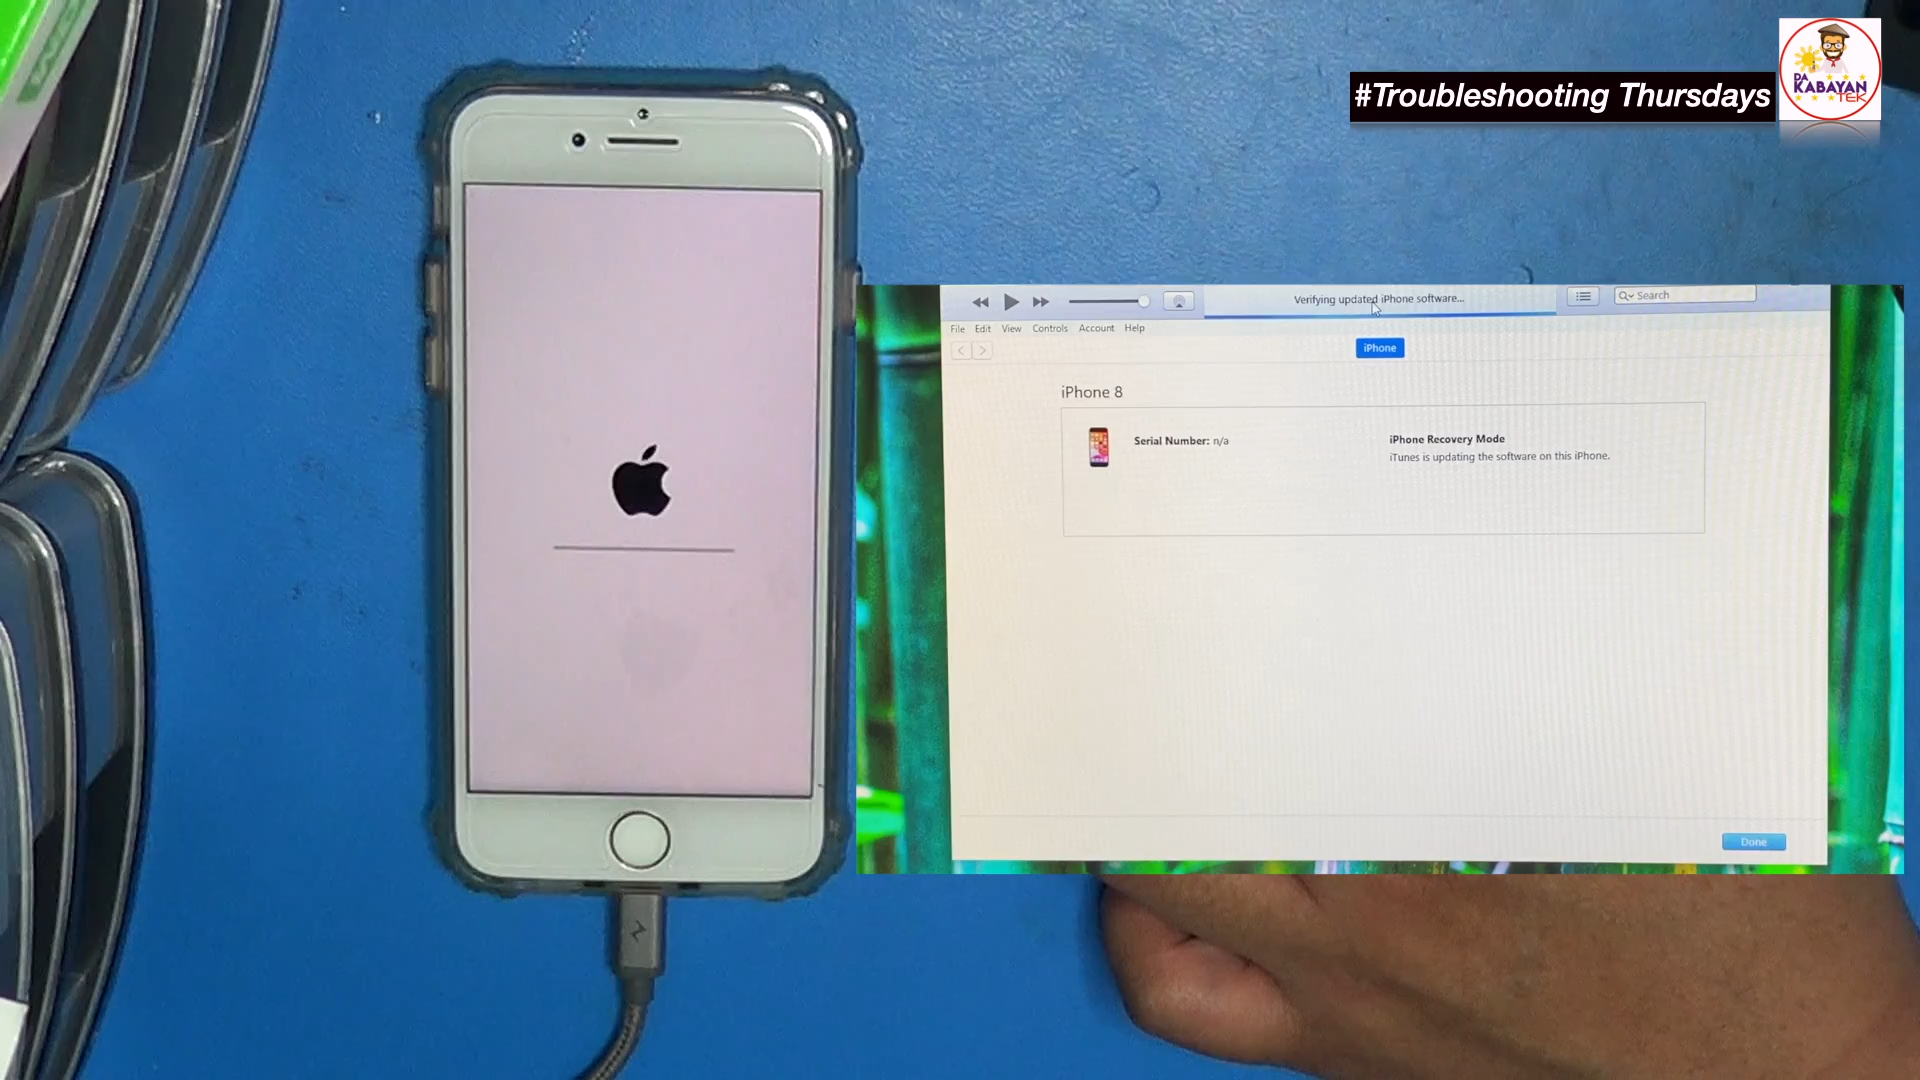 #Troubleshooting Thursdays
DA
KABAYAN
TEK
Verifying updated iPhone software...
Search
File Edit View Controls Account Help
iPhone
iPhone 8
Serial Number: n/a
iPhone Recovery Mode
iTunes is updating the software on this iPhone.
Done